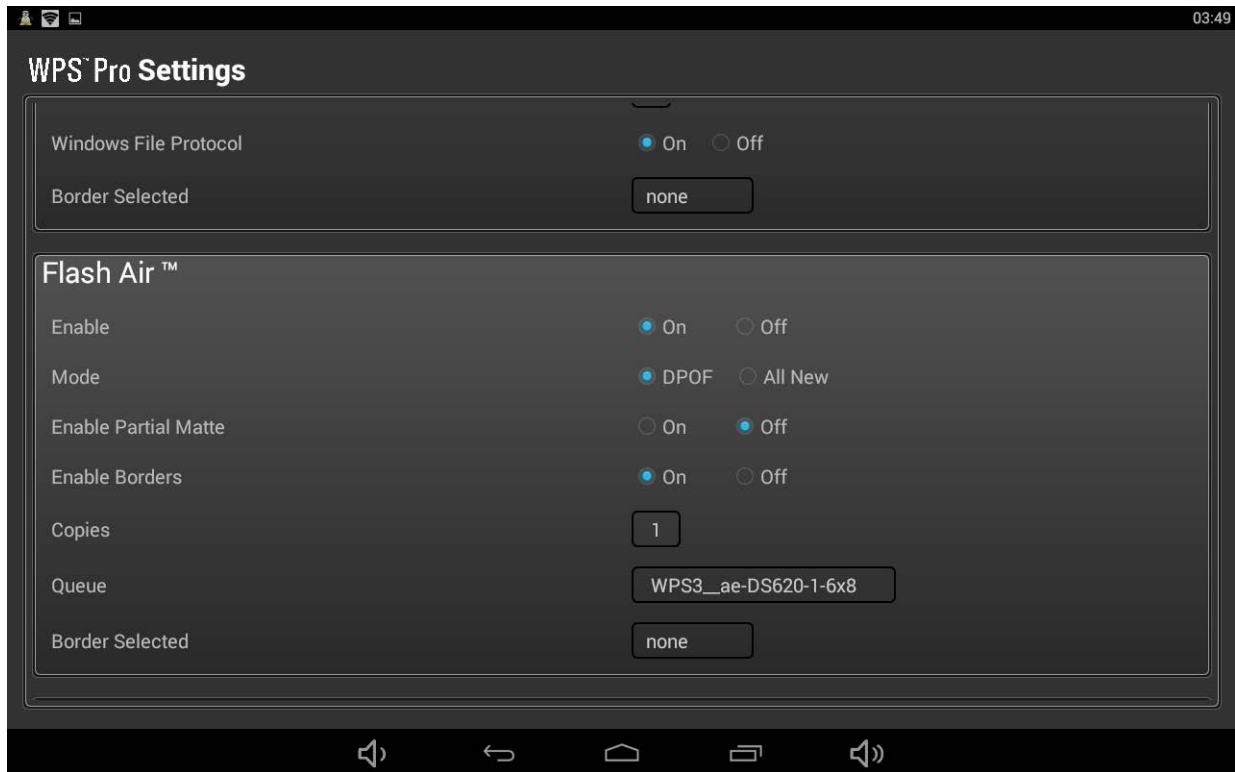 03:49
WPS™ Pro Settings
Windows File Protocol On Off
Border Selected none
Flash Air ™
Enable On Off
Mode DPOF All New
Enable Partial Matte On Off
Enable Borders On Off
Copies 1
Queue WPS3__ae-DS620-1-6x8
Border Selected none